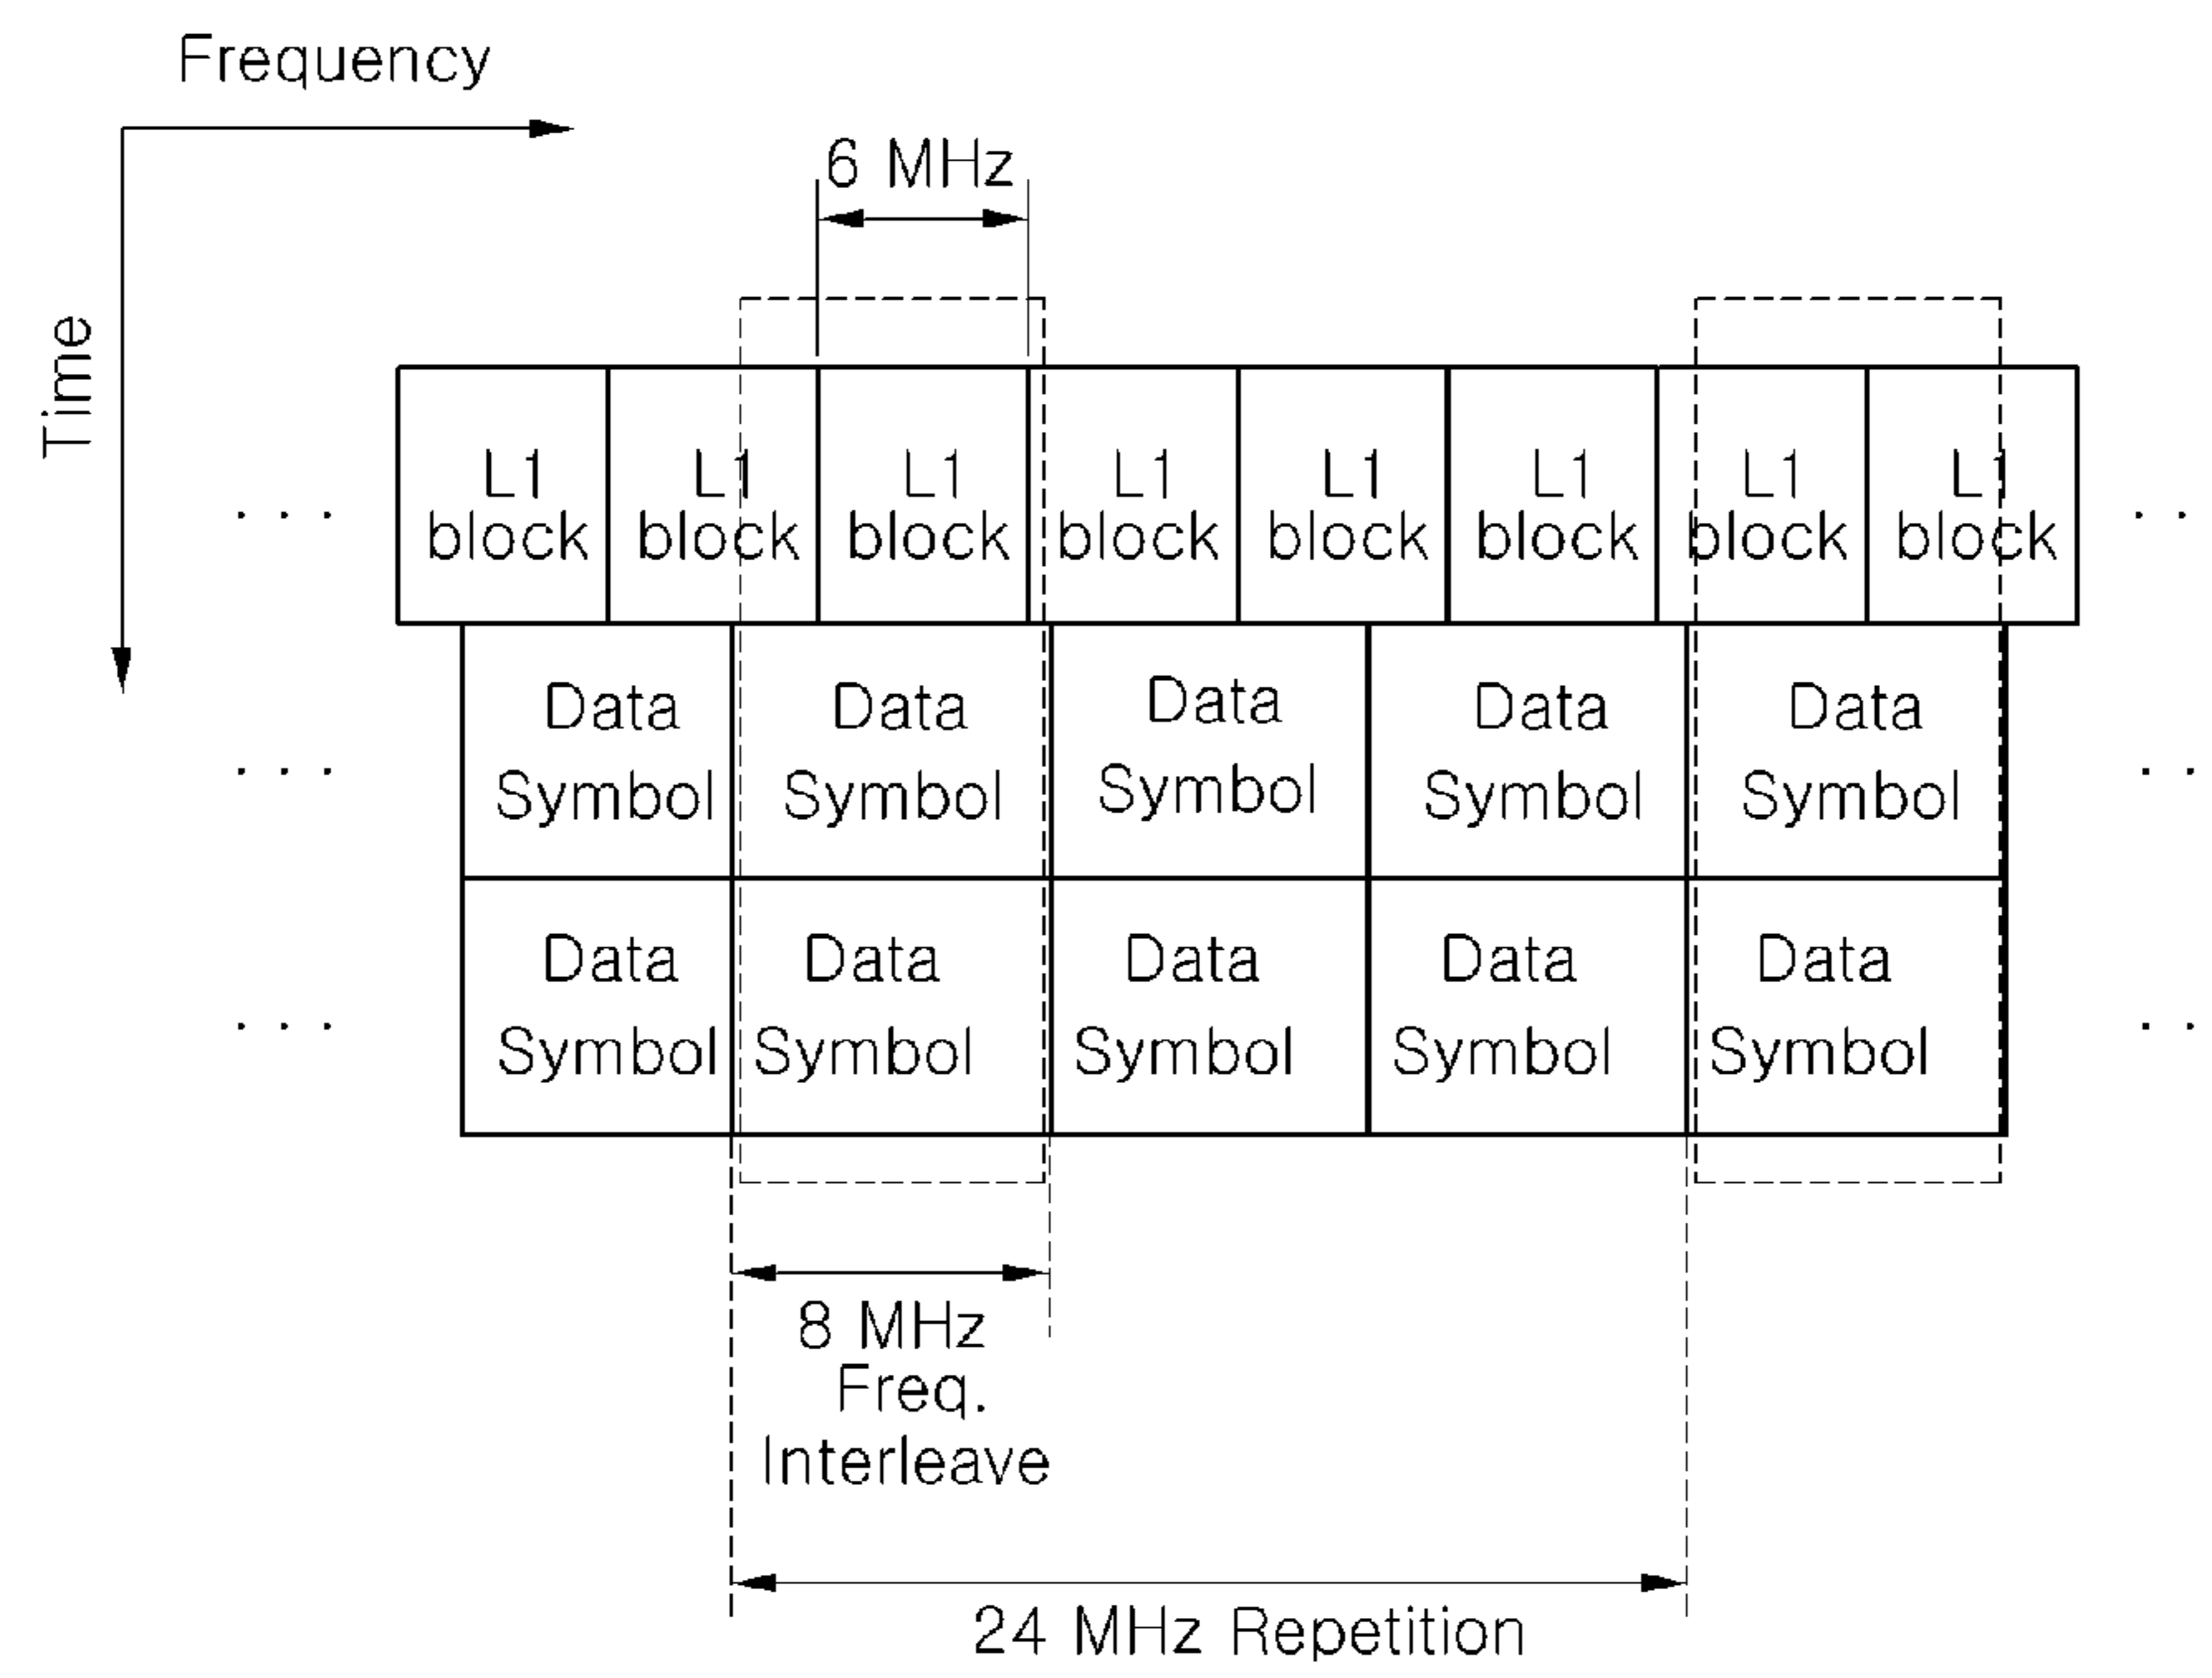 Frequency
6 MHz
Time
L1 L1 L1 L1 L1 L1 L1 L1
. . . block block block block block block block block . .
Data Data Data Data Data
. . . Symbol Symbol Symbol Symbol Symbol . .
Data Data Data Data Data
. . . Symbol Symbol Symbol Symbol Symbol . .
8 MHz
Freq.
Interleave
24 MHz Repetition